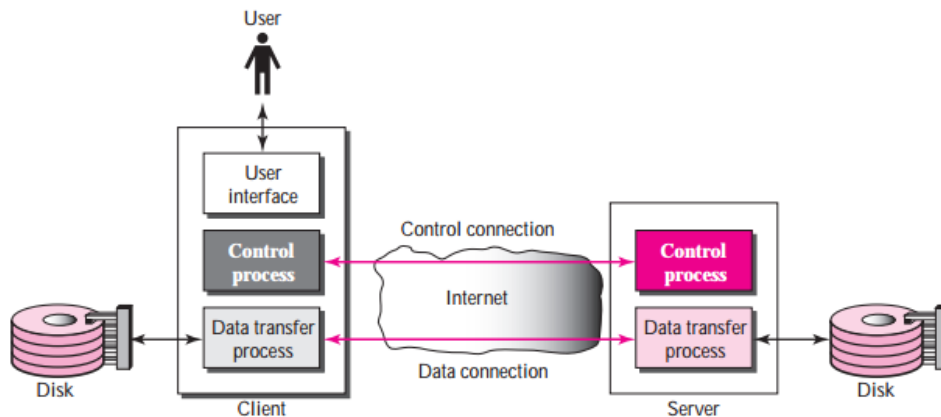 User
User
interface
Control connection
Control
process
Control
process
Internet
Data transfer
process
Data transfer
process
Data connection
Disk
Disk
Client
Server